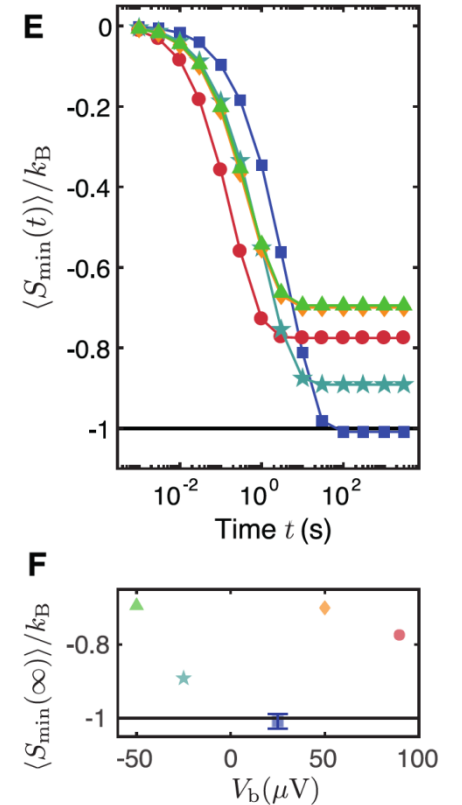 E
0
-0.2
-0.4
-0.6
-0.8
-1
⟨S_min(t)⟩/k_B
10^-2 10^0 10^2
Time t (s)
F
-0.8
-1
⟨S_min(∞)⟩/k_B
-50 0 50 100
V_b(μV)